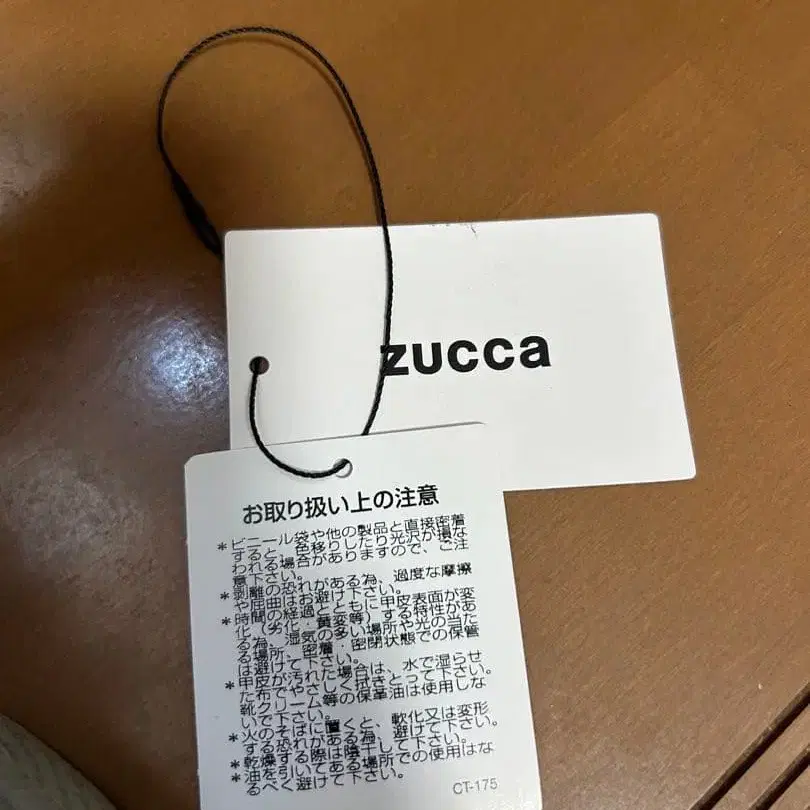 zucca
お取り扱い上の注意
＊ビニール袋や他の製品と直接密着
すると、色移りしたり光沢が損な
われる場合がありますので、ご注
意下さい。
＊剥離の恐れがある為、過度な摩擦
や屈曲はお避け下さい。
＊時間の経過とともに甲皮表面が変
化（劣化・黄変等）する特性があ
る為、湿気の多い場所や光の当た
る場所、密着・密閉状態での保管
は避けて下さい。
＊甲皮が汚れた場合は、水で湿らせ
た布でやさしく拭きとって下さい。
靴クリーム等の保革油は使用しな
いで下さい。
＊火のそばに置くと、軟化又は変形
する恐れがある為、避けて下さい。
＊乾燥する際は陰干して下さい。
＊油を引いてある場所での使用はな
るべく避けて下さい。
CT-175